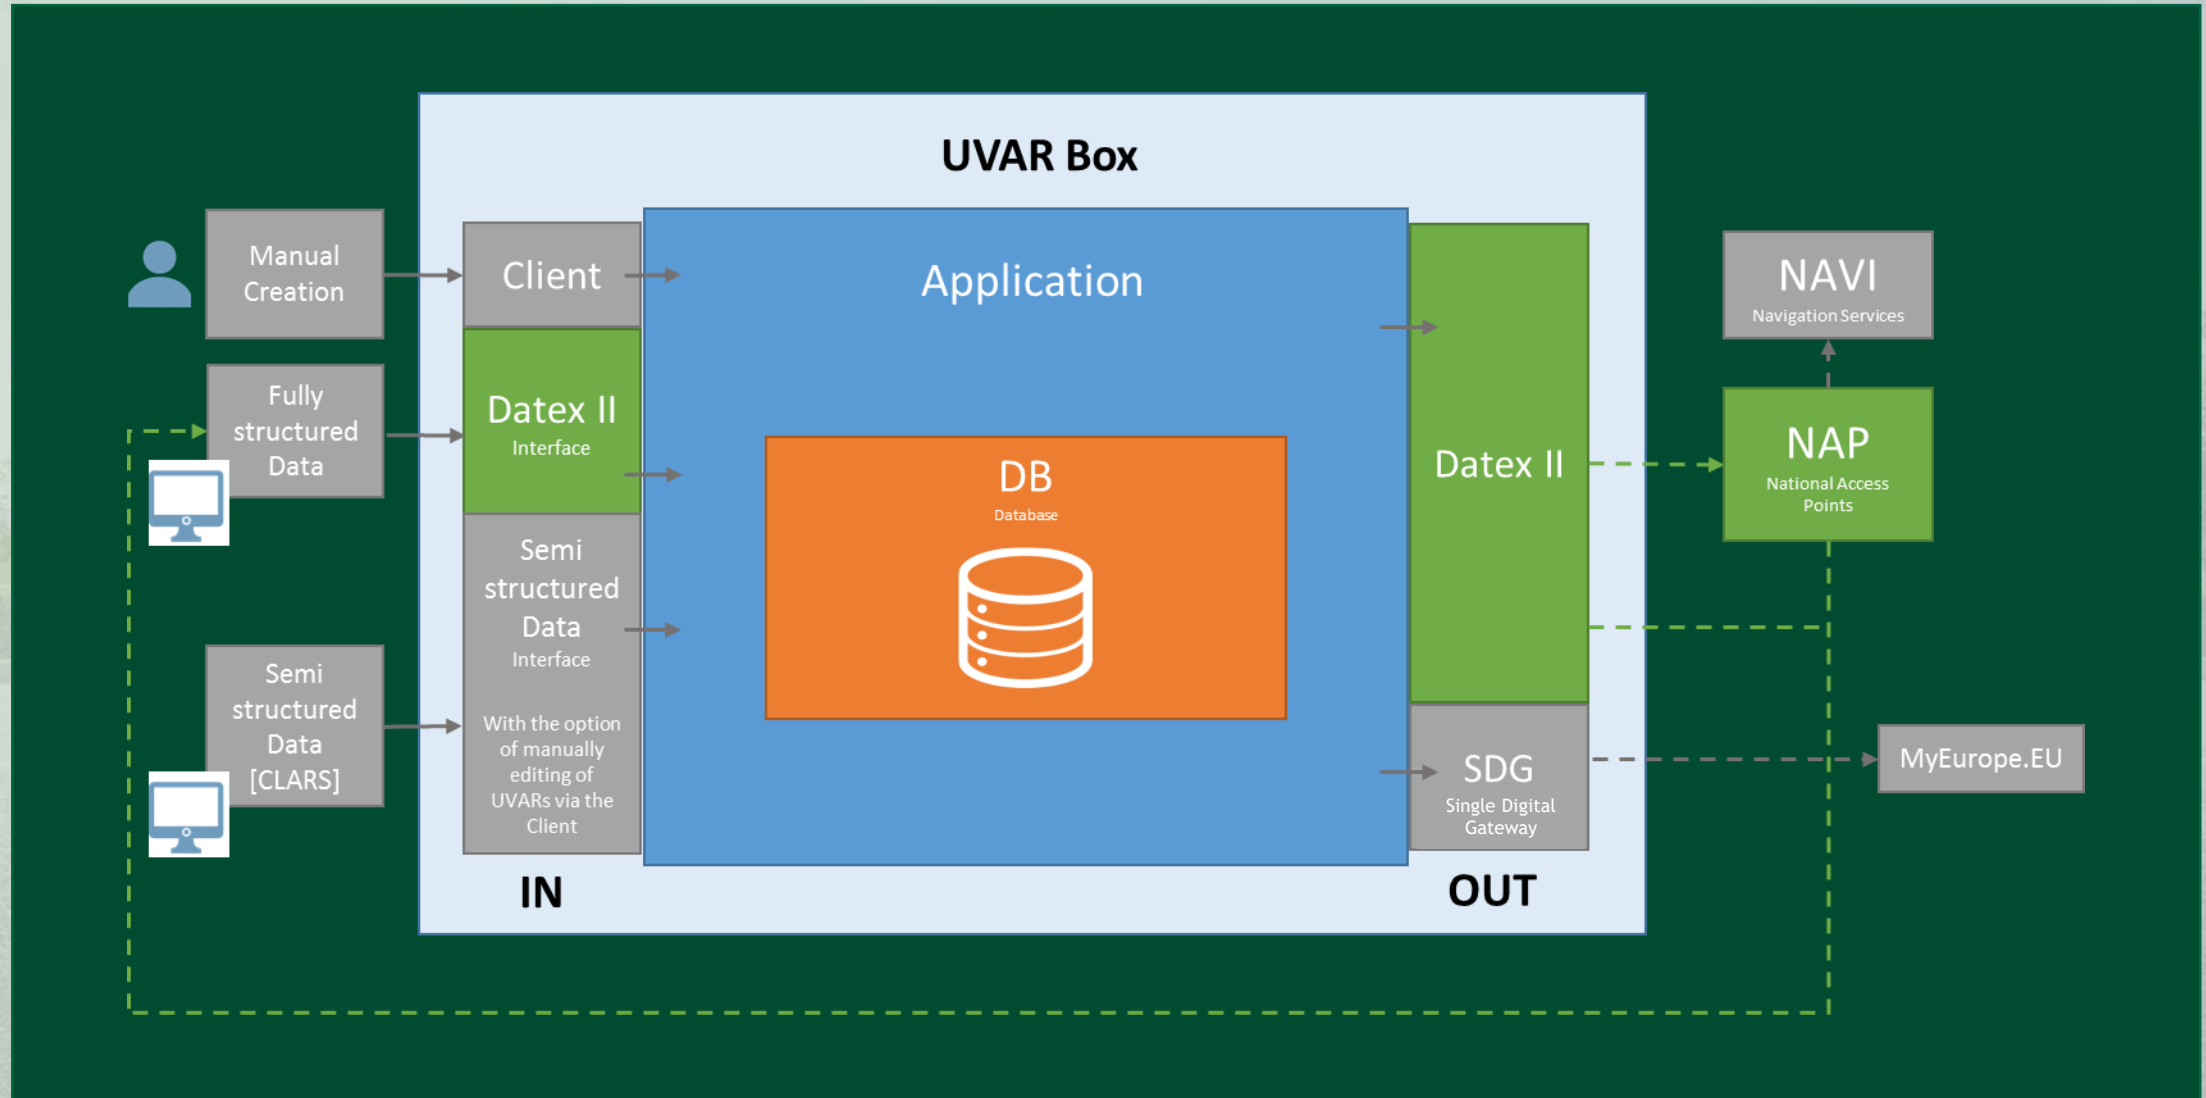 UVAR Box
Manual
Creation
Fully
structured
Data
Semi
structured
Data
[CLARS]
Client
Datex II
Interface
Semi
structured
Data
Interface
With the option
of manually
editing of
UVARs via the
Client
IN
Application
DB
Database
Datex II
SDG
Single Digital
Gateway
OUT
NAVI
Navigation Services
NAP
National Access
Points
MyEurope.EU